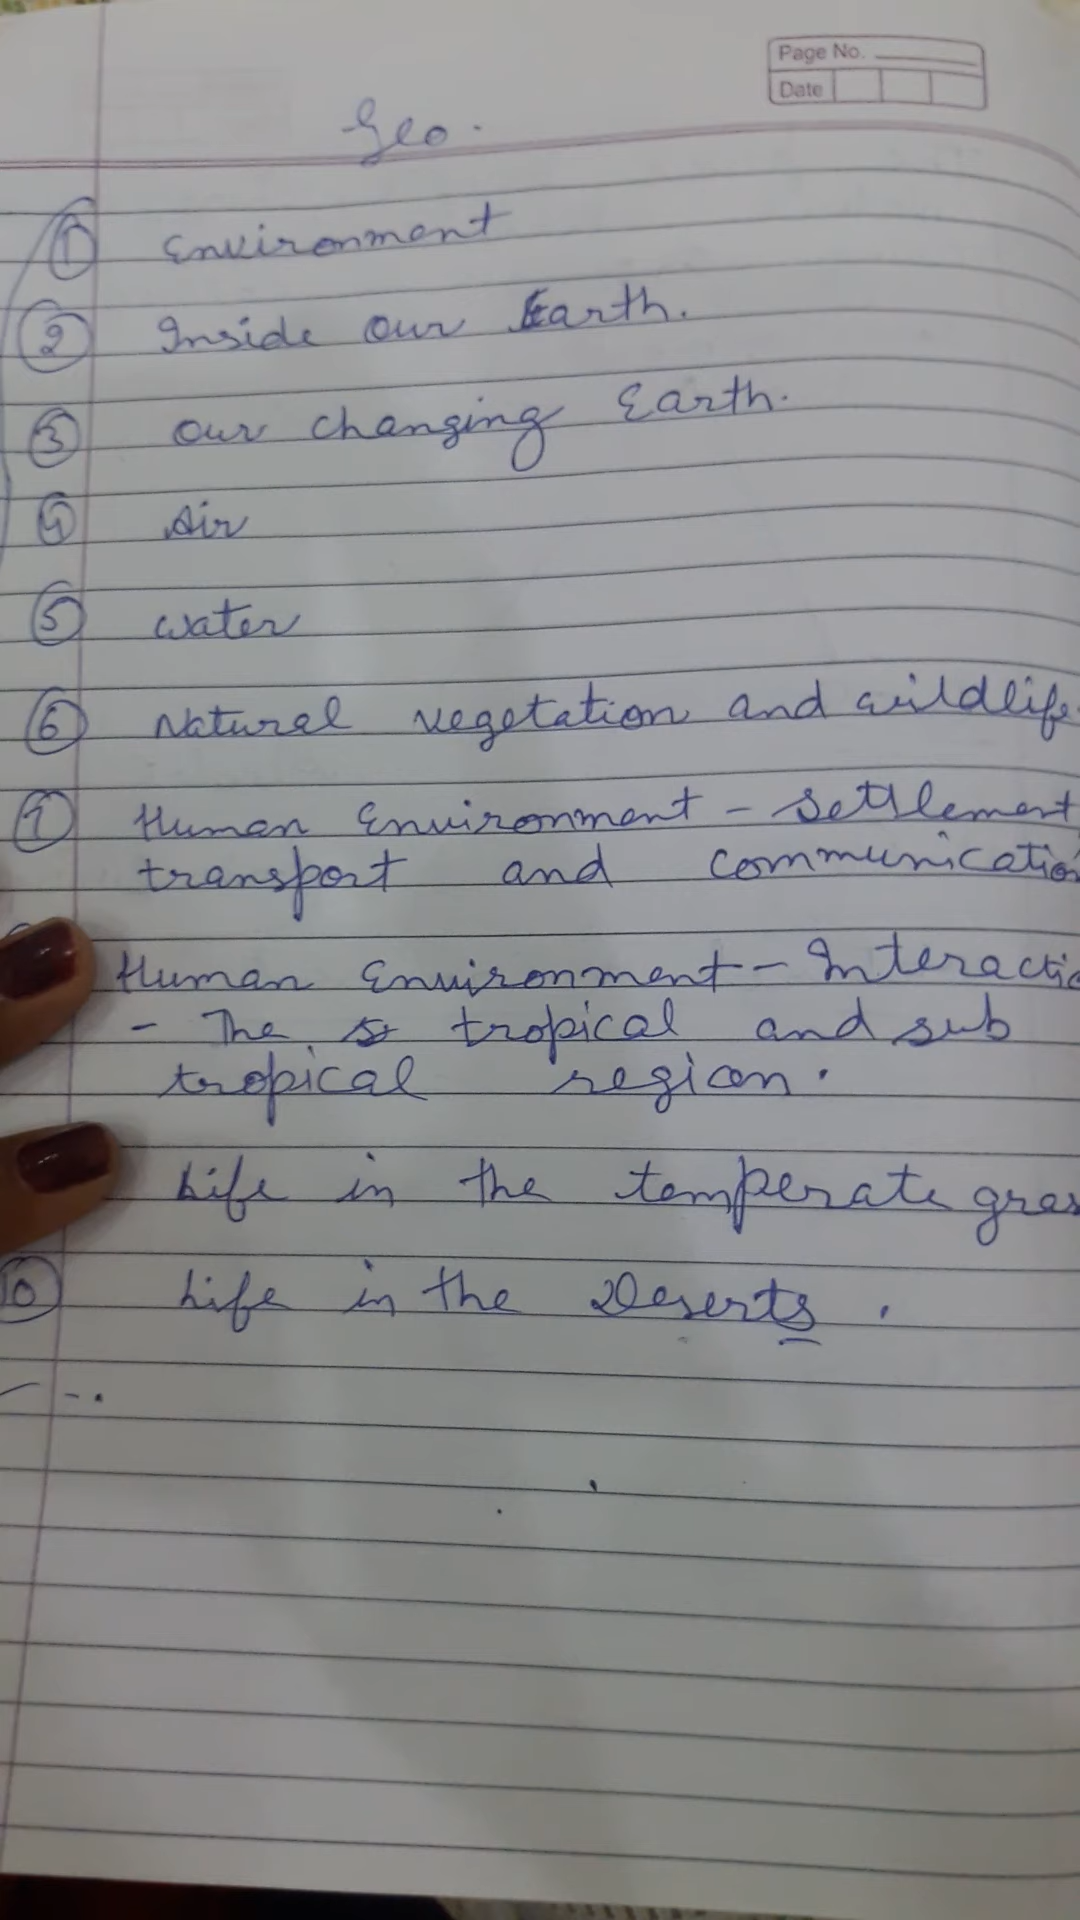 Page No.
Date
Geo.
1 Environment
2 Inside our Earth.
3 our changing Earth.
4 Air
5 water
6 Natural vegetation and wildlife
7 Human Environment - Settlement
transport and communication
Human Environment - Interactio
- The tropical and sub
tropical region.
Life in the temperate gras
10 Life in the Deserts.